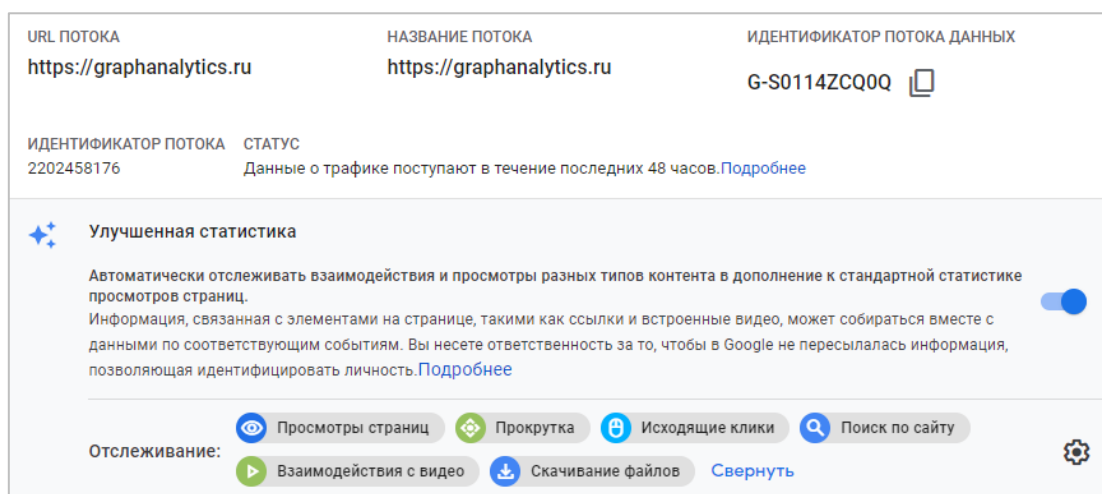 URL ПОТОКА НАЗВАНИЕ ПОТОКА ИДЕНТИФИКАТОР ПОТОКА ДАННЫХ
https://graphanalytics.ru https://graphanalytics.ru G-S0114ZCQ0Q
ИДЕНТИФИКАТОР ПОТОКА СТАТУС
2202458176 Данные о трафике поступают в течение последних 48 часов.Подробнее
Улучшенная статистика
Автоматически отслеживать взаимодействия и просмотры разных типов контента в дополнение к стандартной статистике
просмотров страниц.
Информация, связанная с элементами на странице, такими как ссылки и встроенные видео, может собираться вместе с
данными по соответствующим событиям. Вы несете ответственность за то, чтобы в Google не пересылалась информация,
позволяющая идентифицировать личность.Подробнее
Отслеживание:
Просмотры страниц Прокрутка Исходящие клики Поиск по сайту
Взаимодействия с видео Скачивание файлов Свернуть